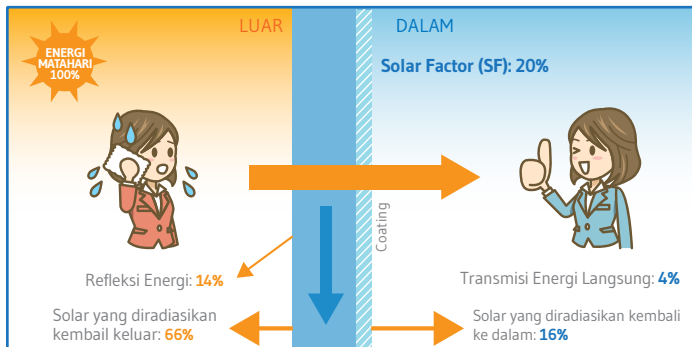 LUAR
DALAM
ENERGI
MATAHARI
100%
Solar Factor (SF): 20%
Coating
Refleksi Energi: 14%
Transmisi Energi Langsung: 4%
Solar yang diradiasikan
kembail keluar: 66%
Solar yang diradiasikan kembali
ke dalam: 16%